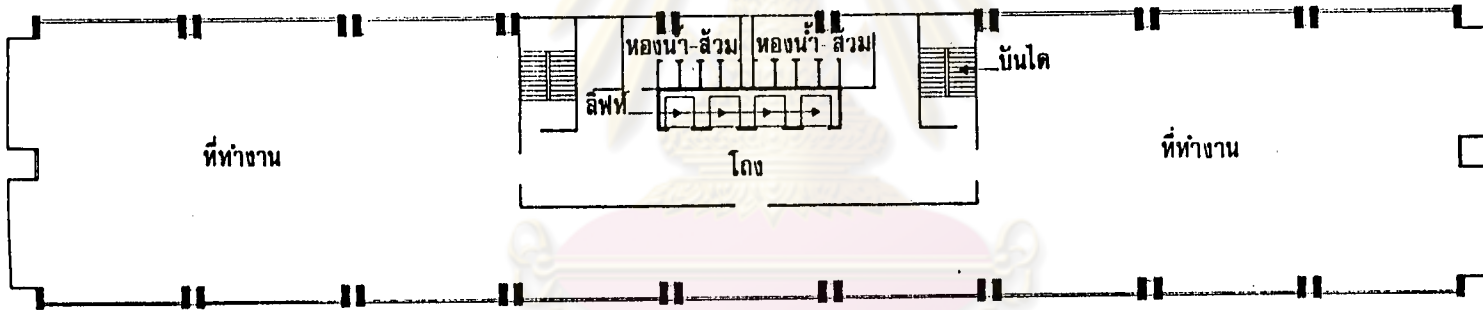 หองน้ำ-ส้วม หองน้ำ-ส้วม
บันได
ลิฟท์
ที่ทำงาน โถง ที่ทำงาน